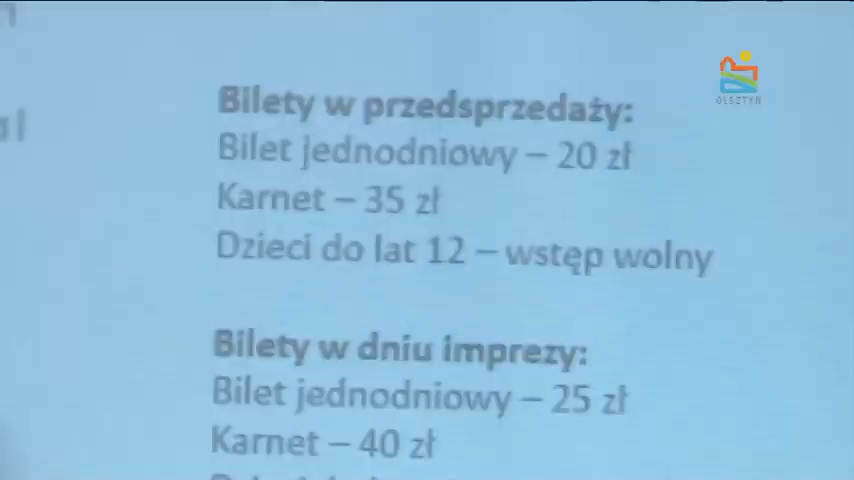 OLSZTYN
Bilety w przedsprzedaży:
Bilet jednodniowy – 20 zł
Karnet – 35 zł
Dzieci do lat 12 – wstęp wolny
Bilety w dniu imprezy:
Bilet jednodniowy – 25 zł
Karnet – 40 zł